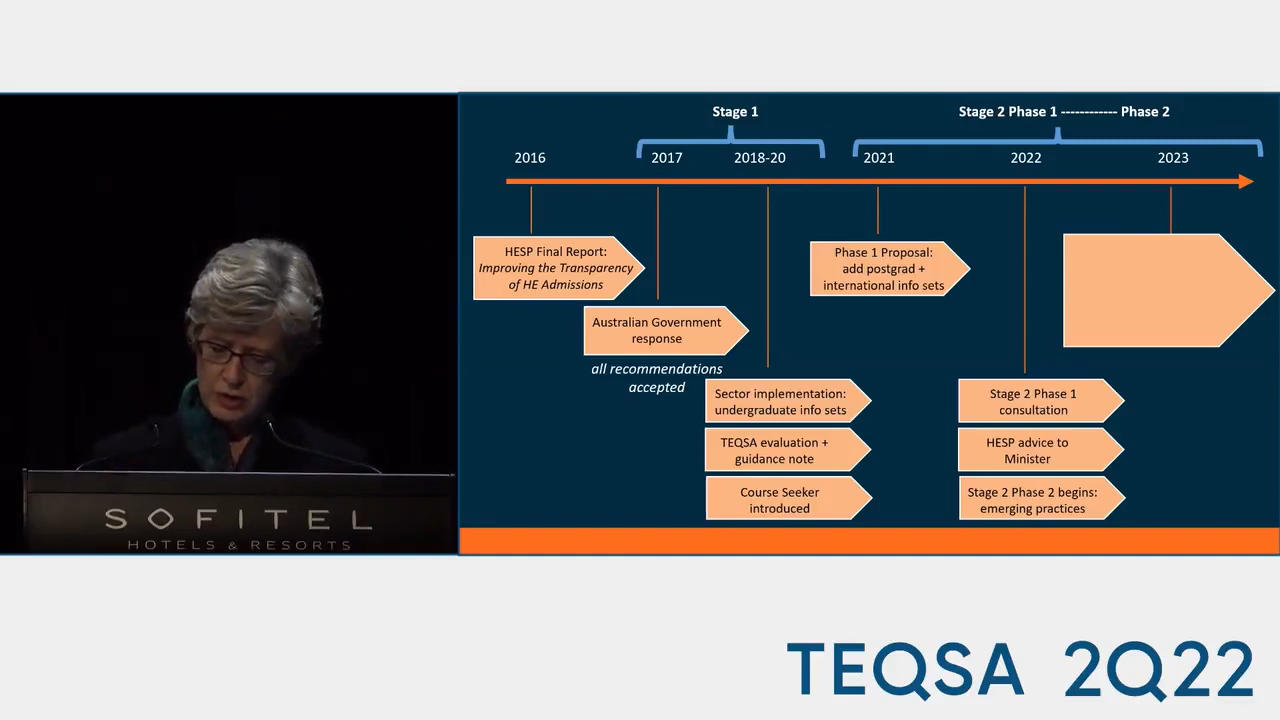 Stage 1
Stage 2 Phase 1 ------------ Phase 2
2016
2017
2018-20
2021
2022
2023
HESP Final Report:
Improving the Transparency
of HE Admissions
Australian Government
response
all recommendations
accepted
Sector implementation:
undergraduate info sets
TEQSA evaluation +
guidance note
Course Seeker
introduced
Phase 1 Proposal:
add postgrad +
international info sets
Stage 2 Phase 1
consultation
HESP advice to
Minister
Stage 2 Phase 2 begins:
emerging practices
SOFITEL
HOTELS & RESORTS
TEQSA 2Q22